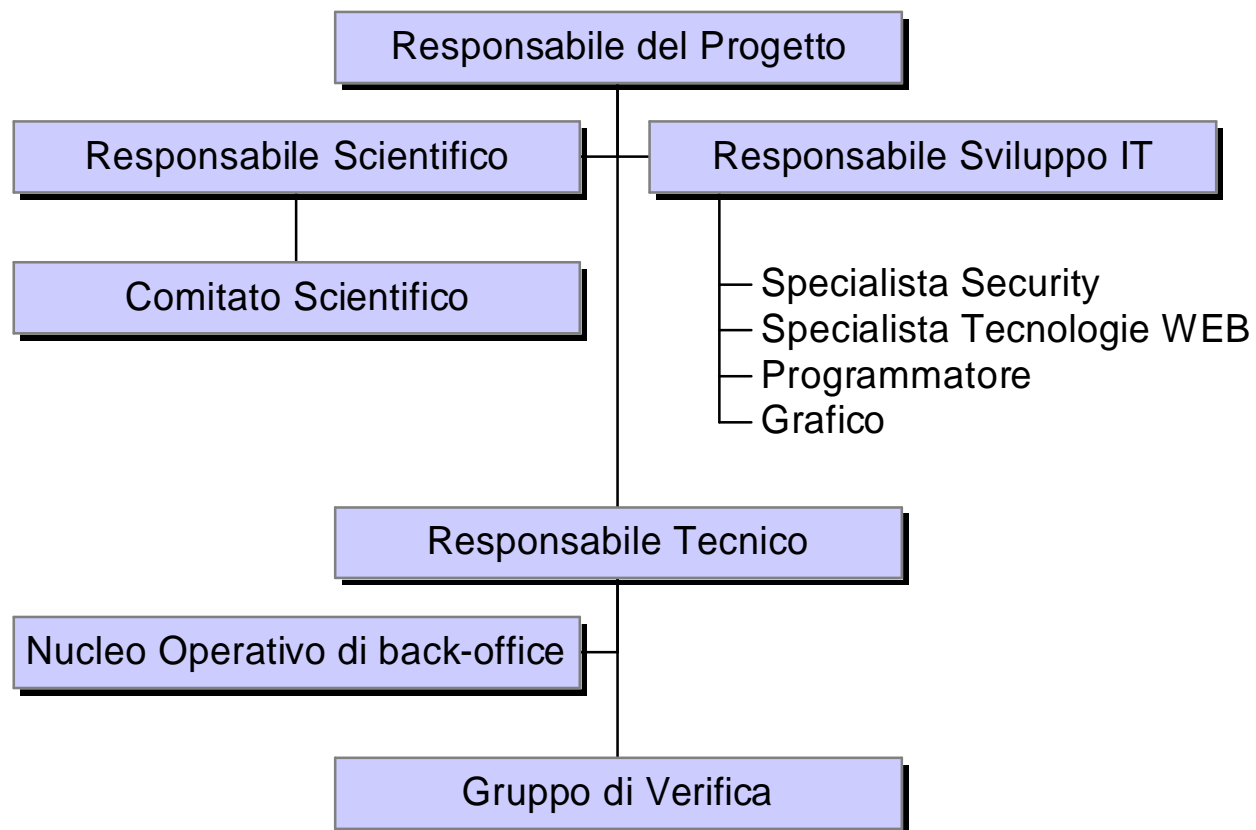 Responsabile del Progetto
Responsabile Scientifico
Responsabile Sviluppo IT
Comitato Scientifico
Specialista Security
Specialista Tecnologie WEB
Programmatore
Grafico
Responsabile Tecnico
Nucleo Operativo di back-office
Gruppo di Verifica